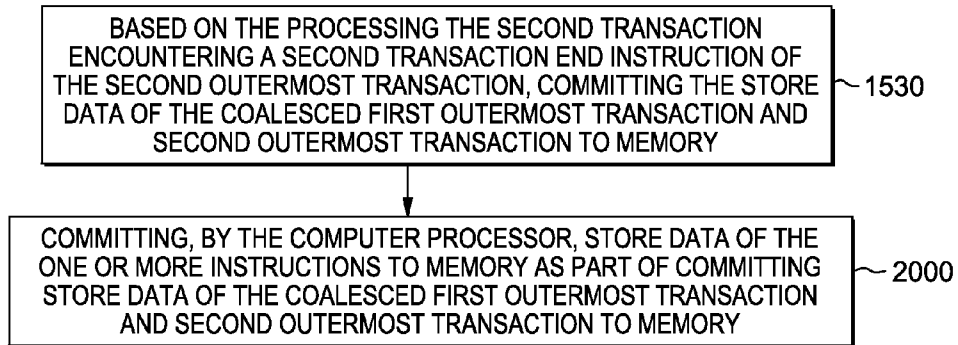 BASED ON THE PROCESSING THE SECOND TRANSACTION
ENCOUNTERING A SECOND TRANSACTION END INSTRUCTION OF
THE SECOND OUTERMOST TRANSACTION, COMMITTING THE STORE
DATA OF THE COALESCED FIRST OUTERMOST TRANSACTION AND
SECOND OUTERMOST TRANSACTION TO MEMORY
1530
COMMITTING, BY THE COMPUTER PROCESSOR, STORE DATA OF THE
ONE OR MORE INSTRUCTIONS TO MEMORY AS PART OF COMMITTING
STORE DATA OF THE COALESCED FIRST OUTERMOST TRANSACTION
AND SECOND OUTERMOST TRANSACTION TO MEMORY
2000